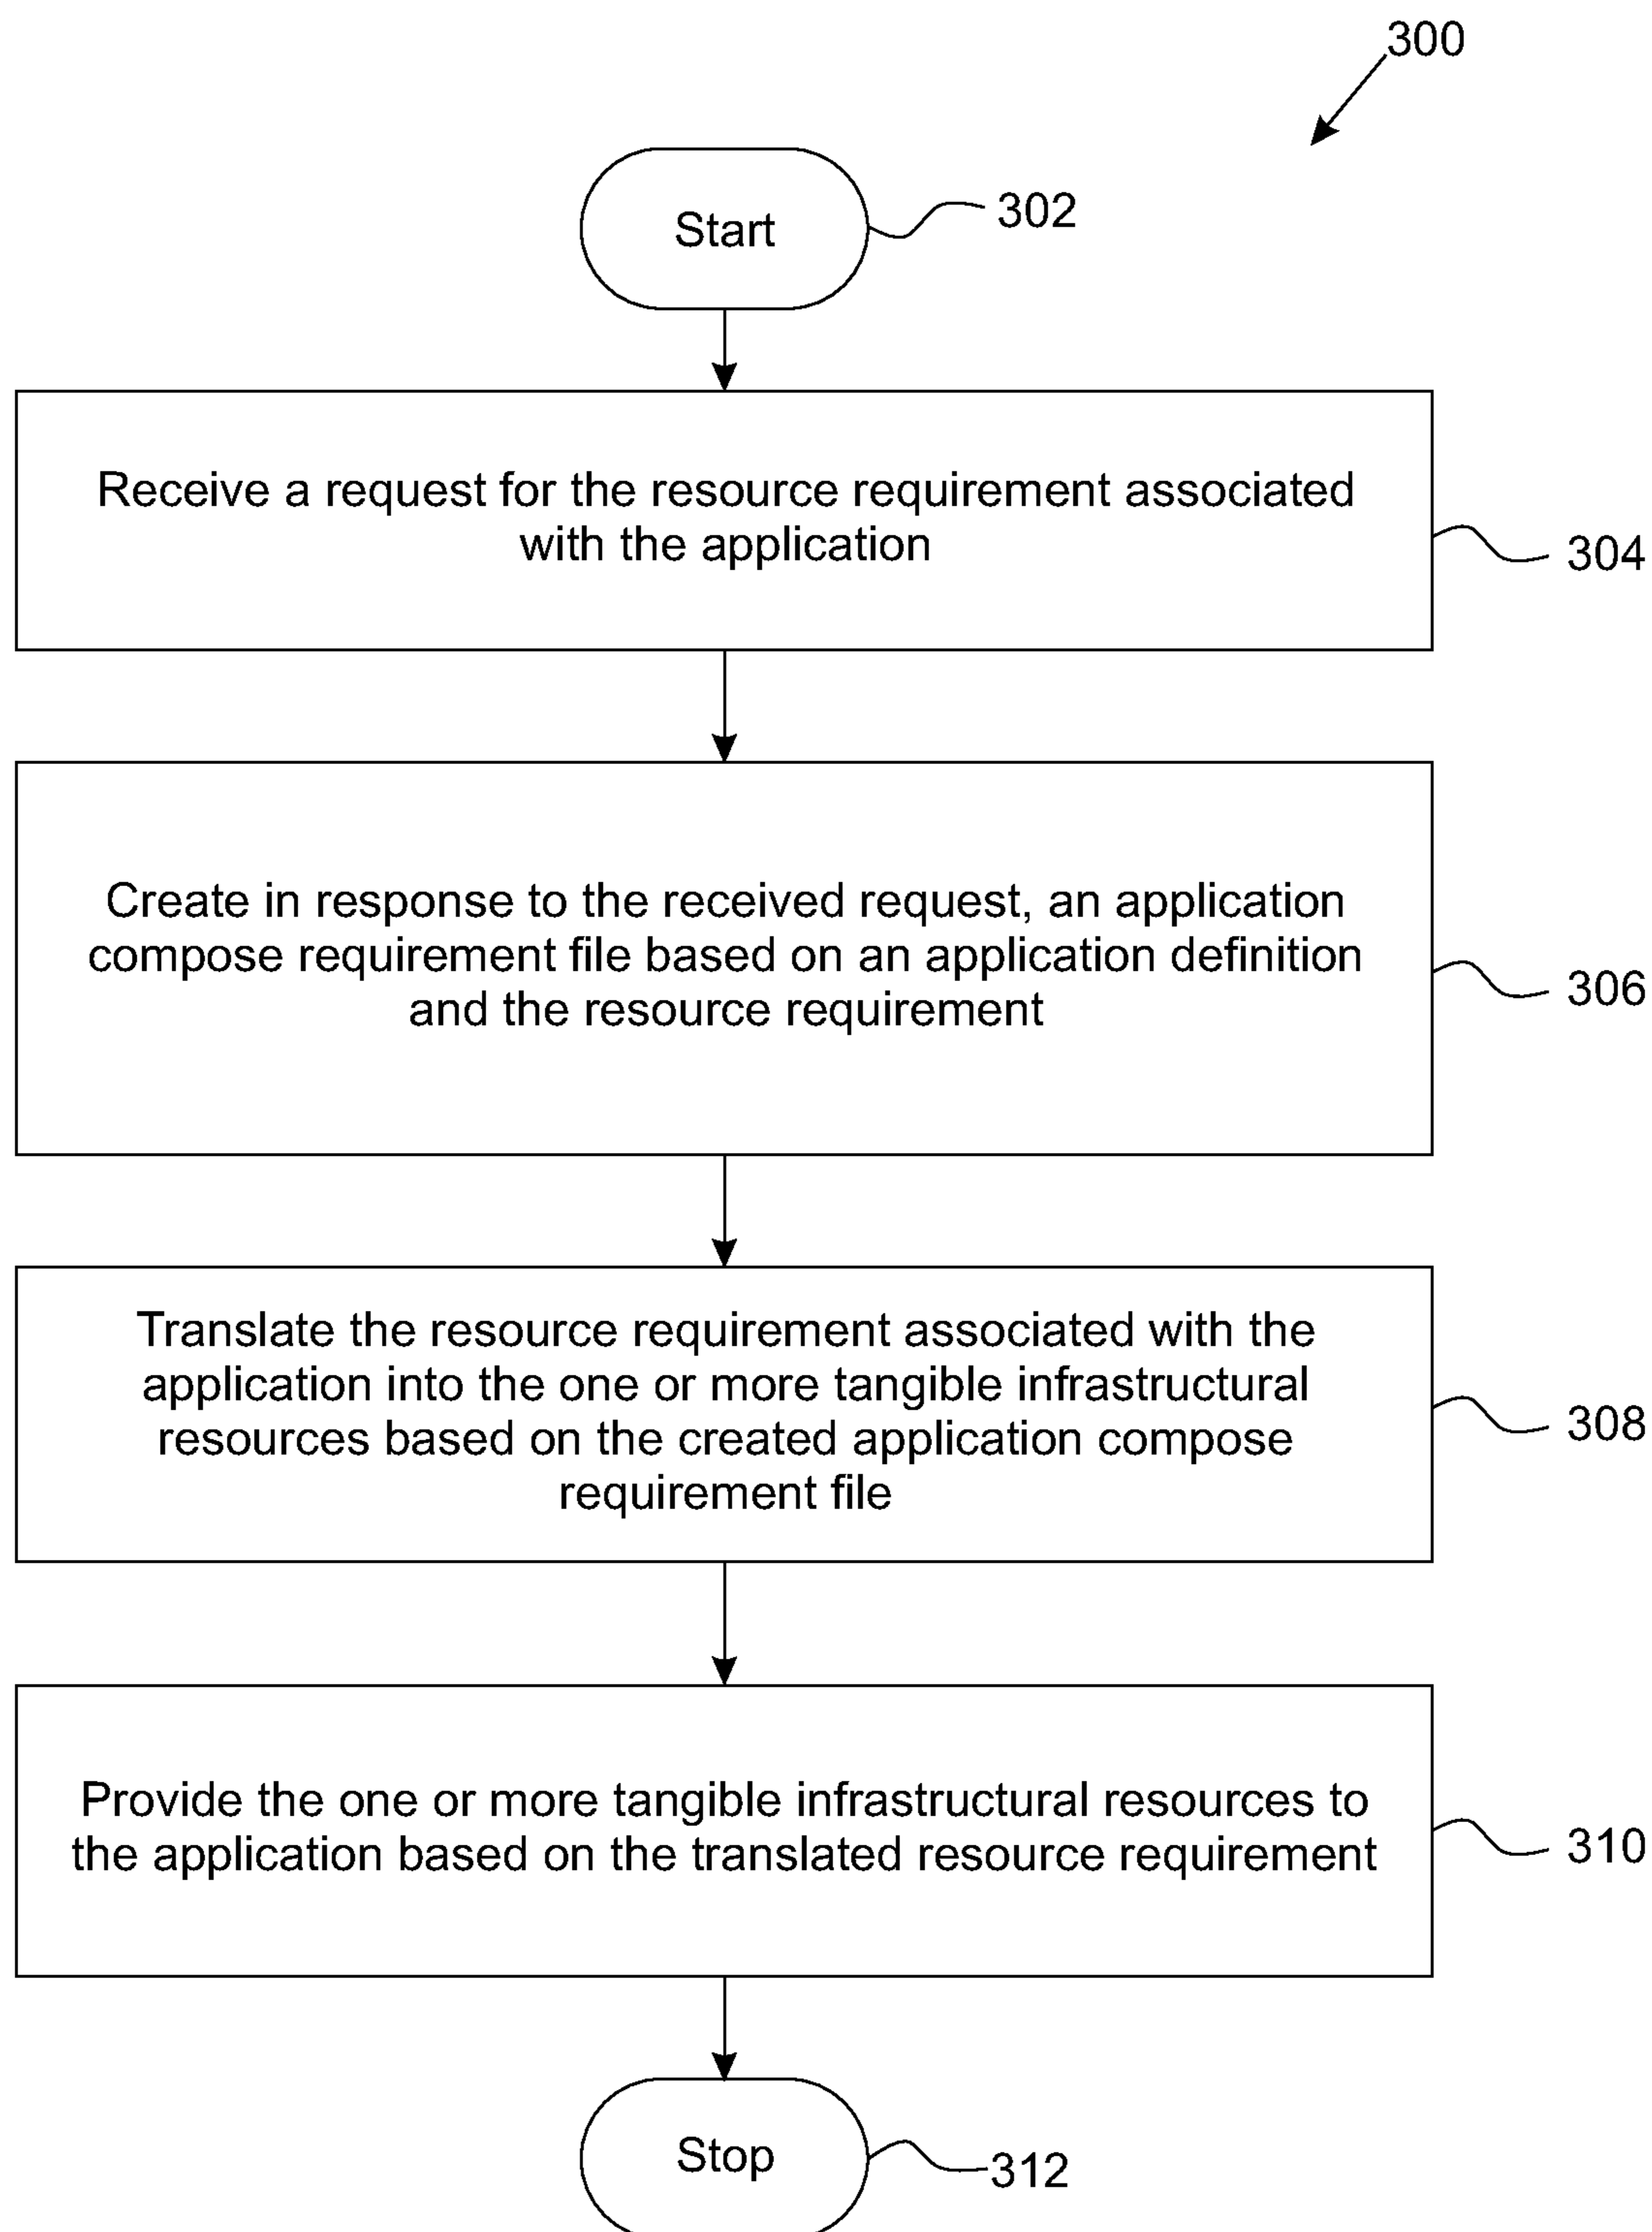 300
Start
302
Receive a request for the resource requirement associated
with the application
304
Create in response to the received request, an application
compose requirement file based on an application definition
and the resource requirement
306
Translate the resource requirement associated with the
application into the one or more tangible infrastructural
resources based on the created application compose
requirement file
308
Provide the one or more tangible infrastructural resources to
the application based on the translated resource requirement
310
Stop
312